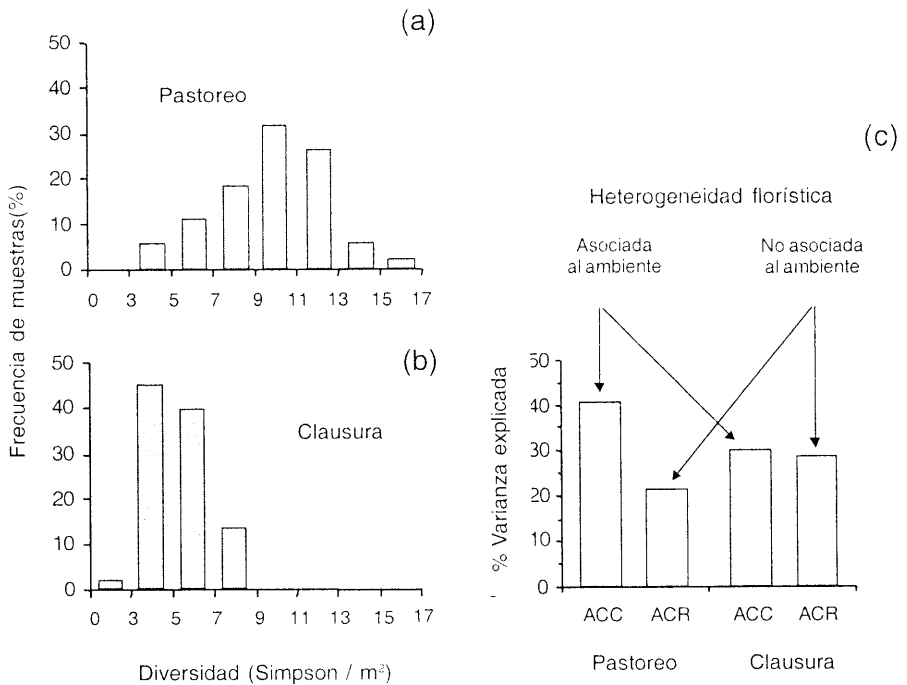 (a)
50
40
30
20
10
0
Pastoreo
0 3 5 7 9 11 13 15 17
Frecuencia de muestras(%)
(b)
50
40
30
20
10
0
Clausura
0 3 5 7 9 11 13 15 17
Diversidad (Simpson / m²)
(c)
Heterogeneidad florística
Asociada
al ambiente
No asociada
al ambiente
% Varianza explicada
50
40
30
20
10
0
ACC ACR ACC ACR
Pastoreo Clausura